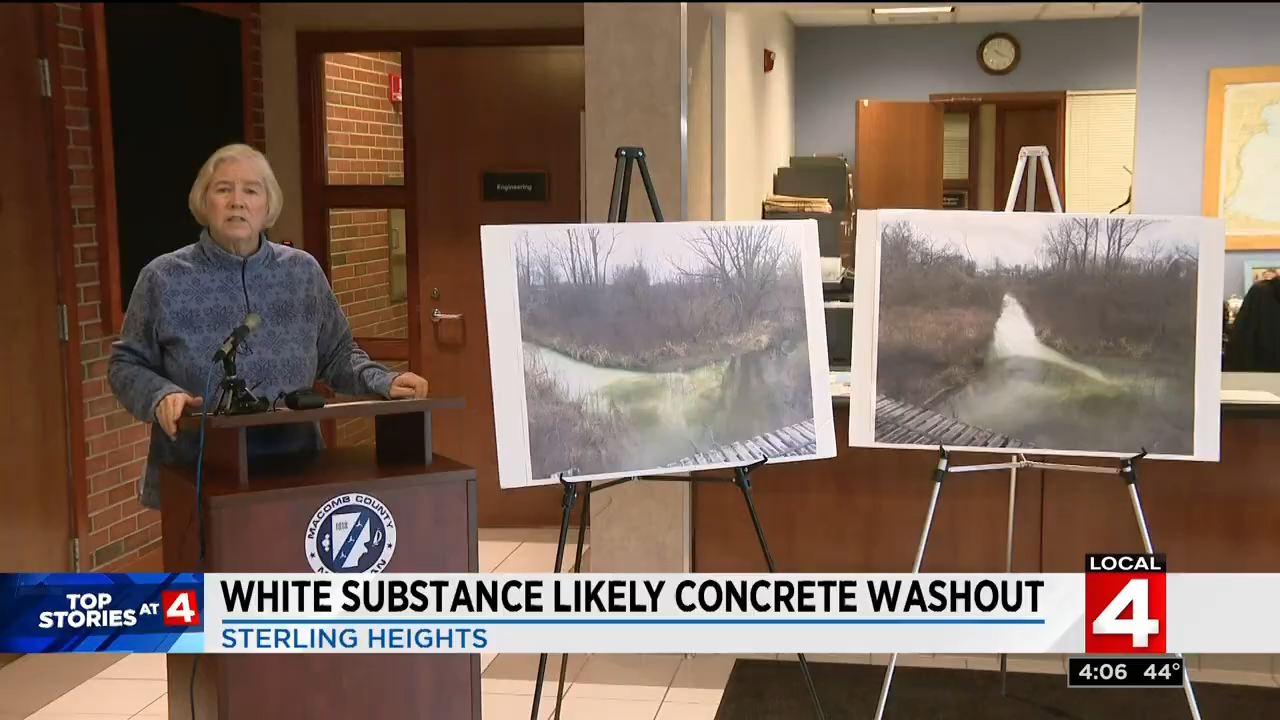 Engineering
MACOMB COUNTY
1818
TOP
STORIES AT 4
WHITE SUBSTANCE LIKELY CONCRETE WASHOUT
STERLING HEIGHTS
LOCAL
4
4:06 44°